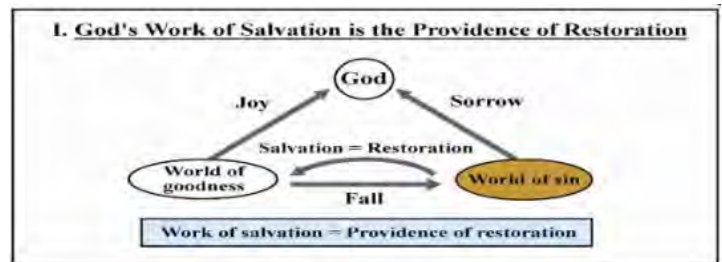 I. God's Work of Salvation is the Providence of Restoration
God
Joy
Sorrow
Salvation = Restoration
World of
goodness
World of sin
Fall
Work of salvation = Providence of restoration